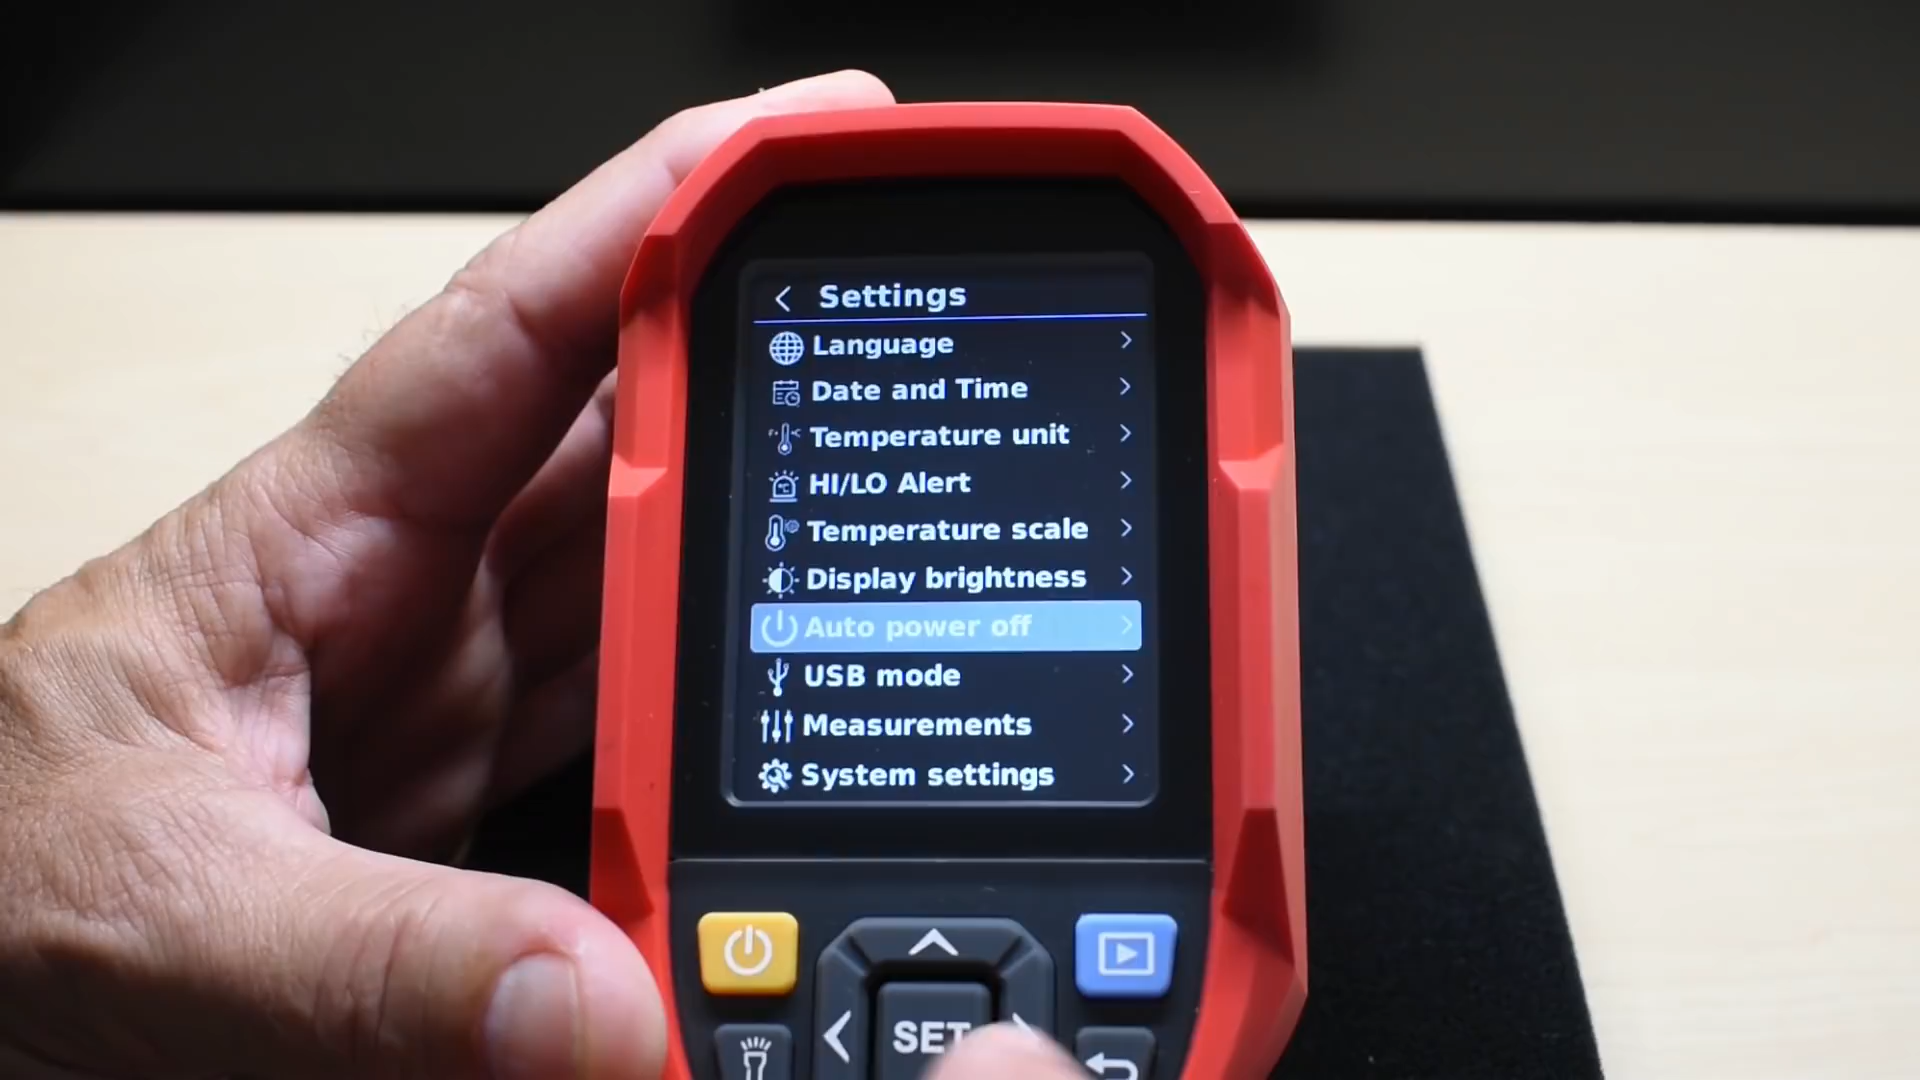 Settings
Language
Date and Time
Temperature unit
HI/LO Alert
Temperature scale
Display brightness
Auto power off
USB mode
Measurements
System settings
SET